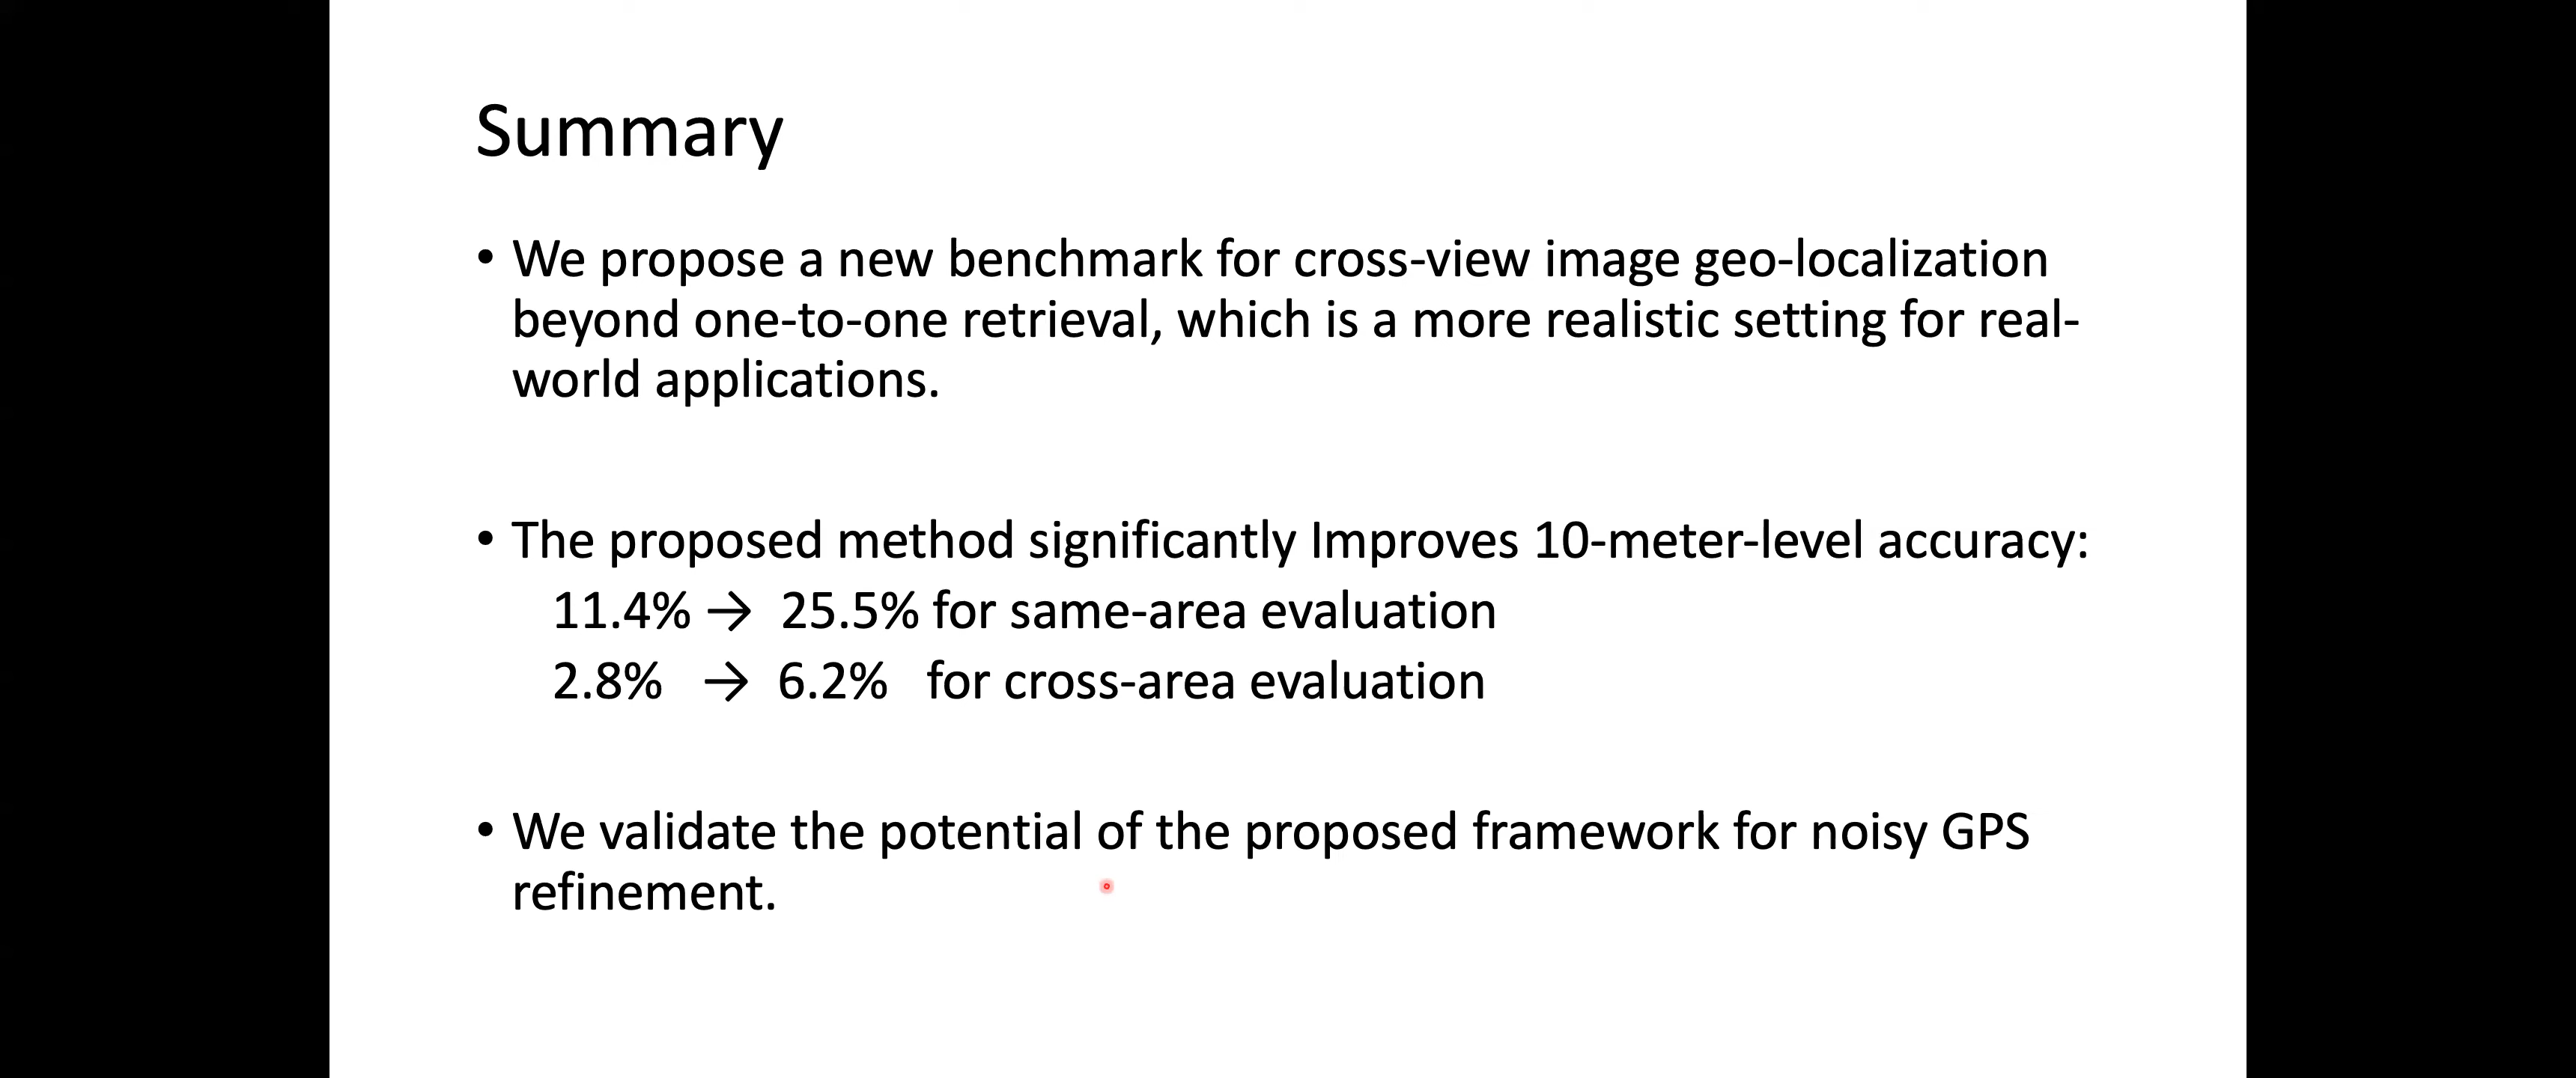 Summary
• We propose a new benchmark for cross-view image geo-localization
beyond one-to-one retrieval, which is a more realistic setting for real-
world applications.
• The proposed method significantly Improves 10-meter-level accuracy:
11.4% → 25.5% for same-area evaluation
2.8% → 6.2% for cross-area evaluation
• We validate the potential of the proposed framework for noisy GPS
refinement.